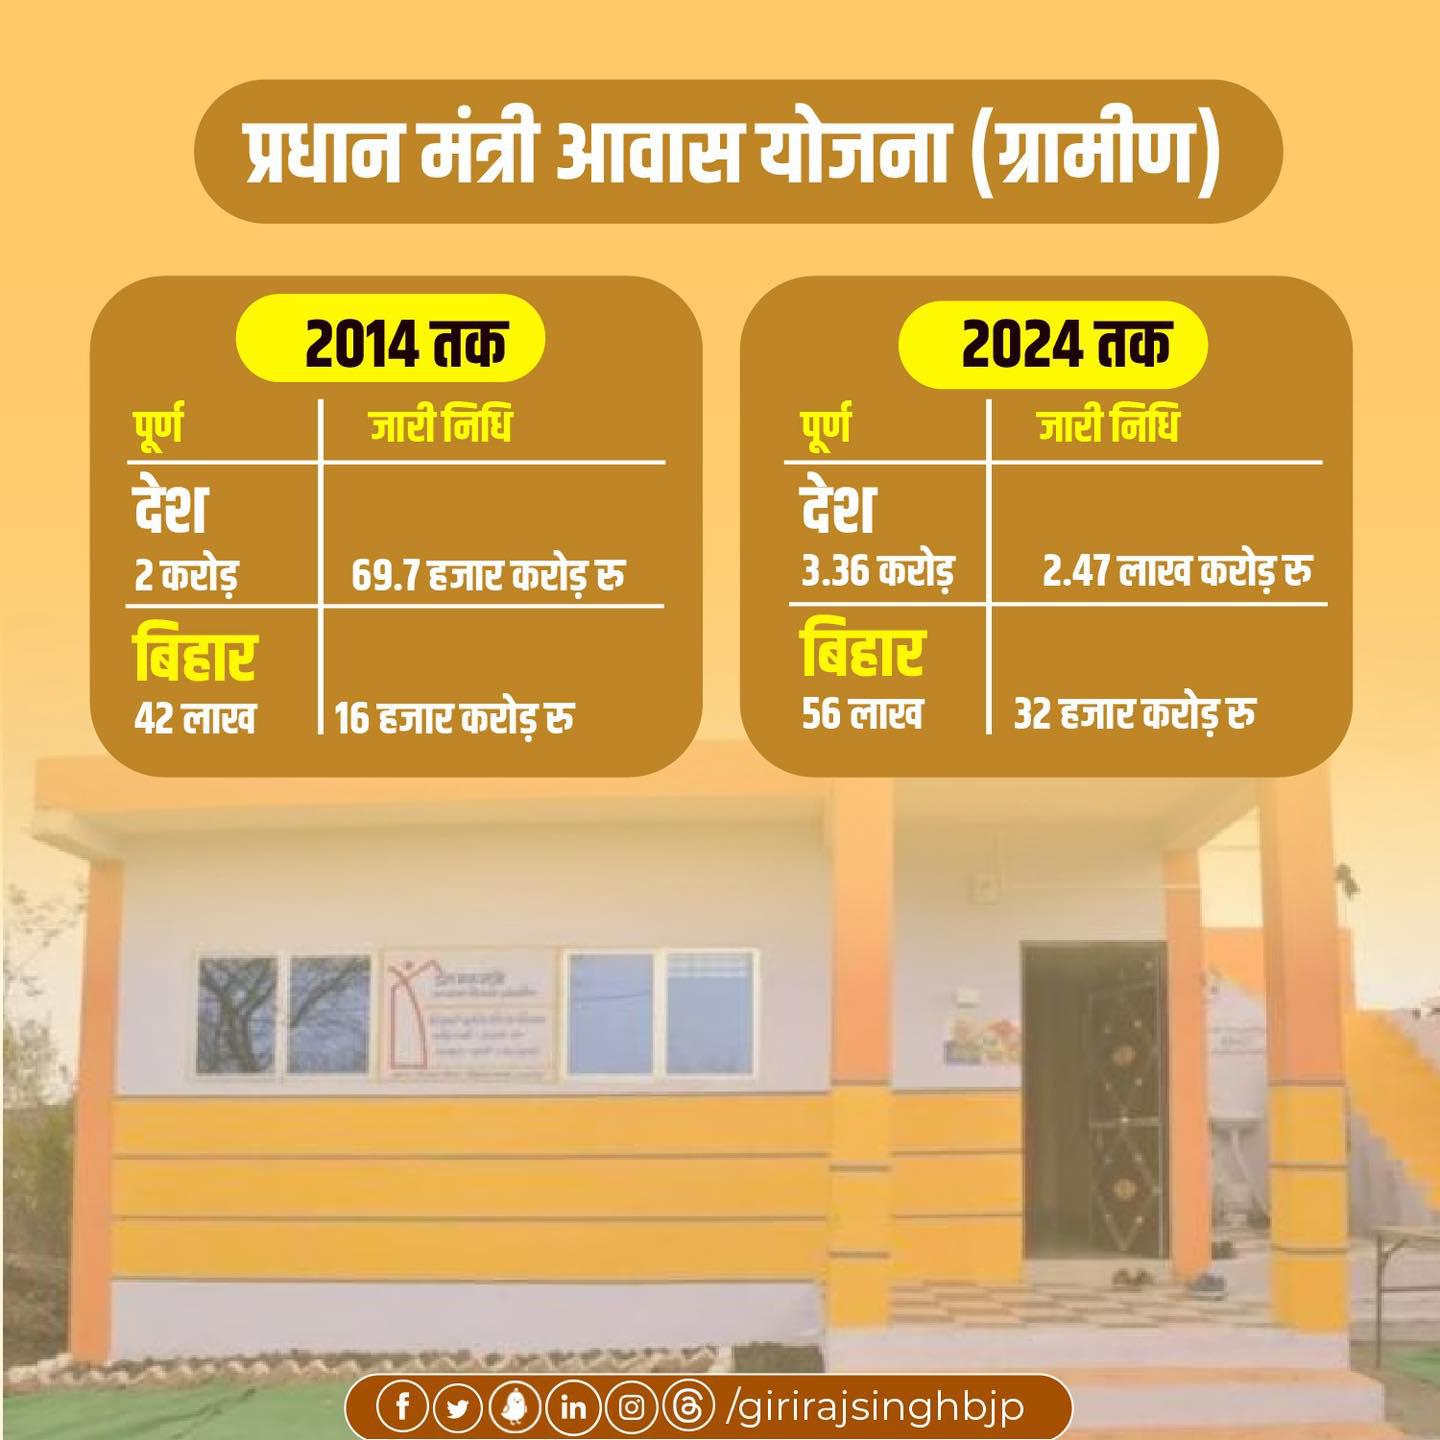 प्रधान मंत्री आवास योजना (ग्रामीण)
2014 तक
पूर्ण जारी निधि
देश
2 करोड़ 69.7 हजार करोड़ रु
बिहार
42 लाख 16 हजार करोड़ रु
2024 तक
पूर्ण जारी निधि
देश
3.36 करोड़ 2.47 लाख करोड़ रु
बिहार
56 लाख 32 हजार करोड़ रु
/girirajsinghbjp